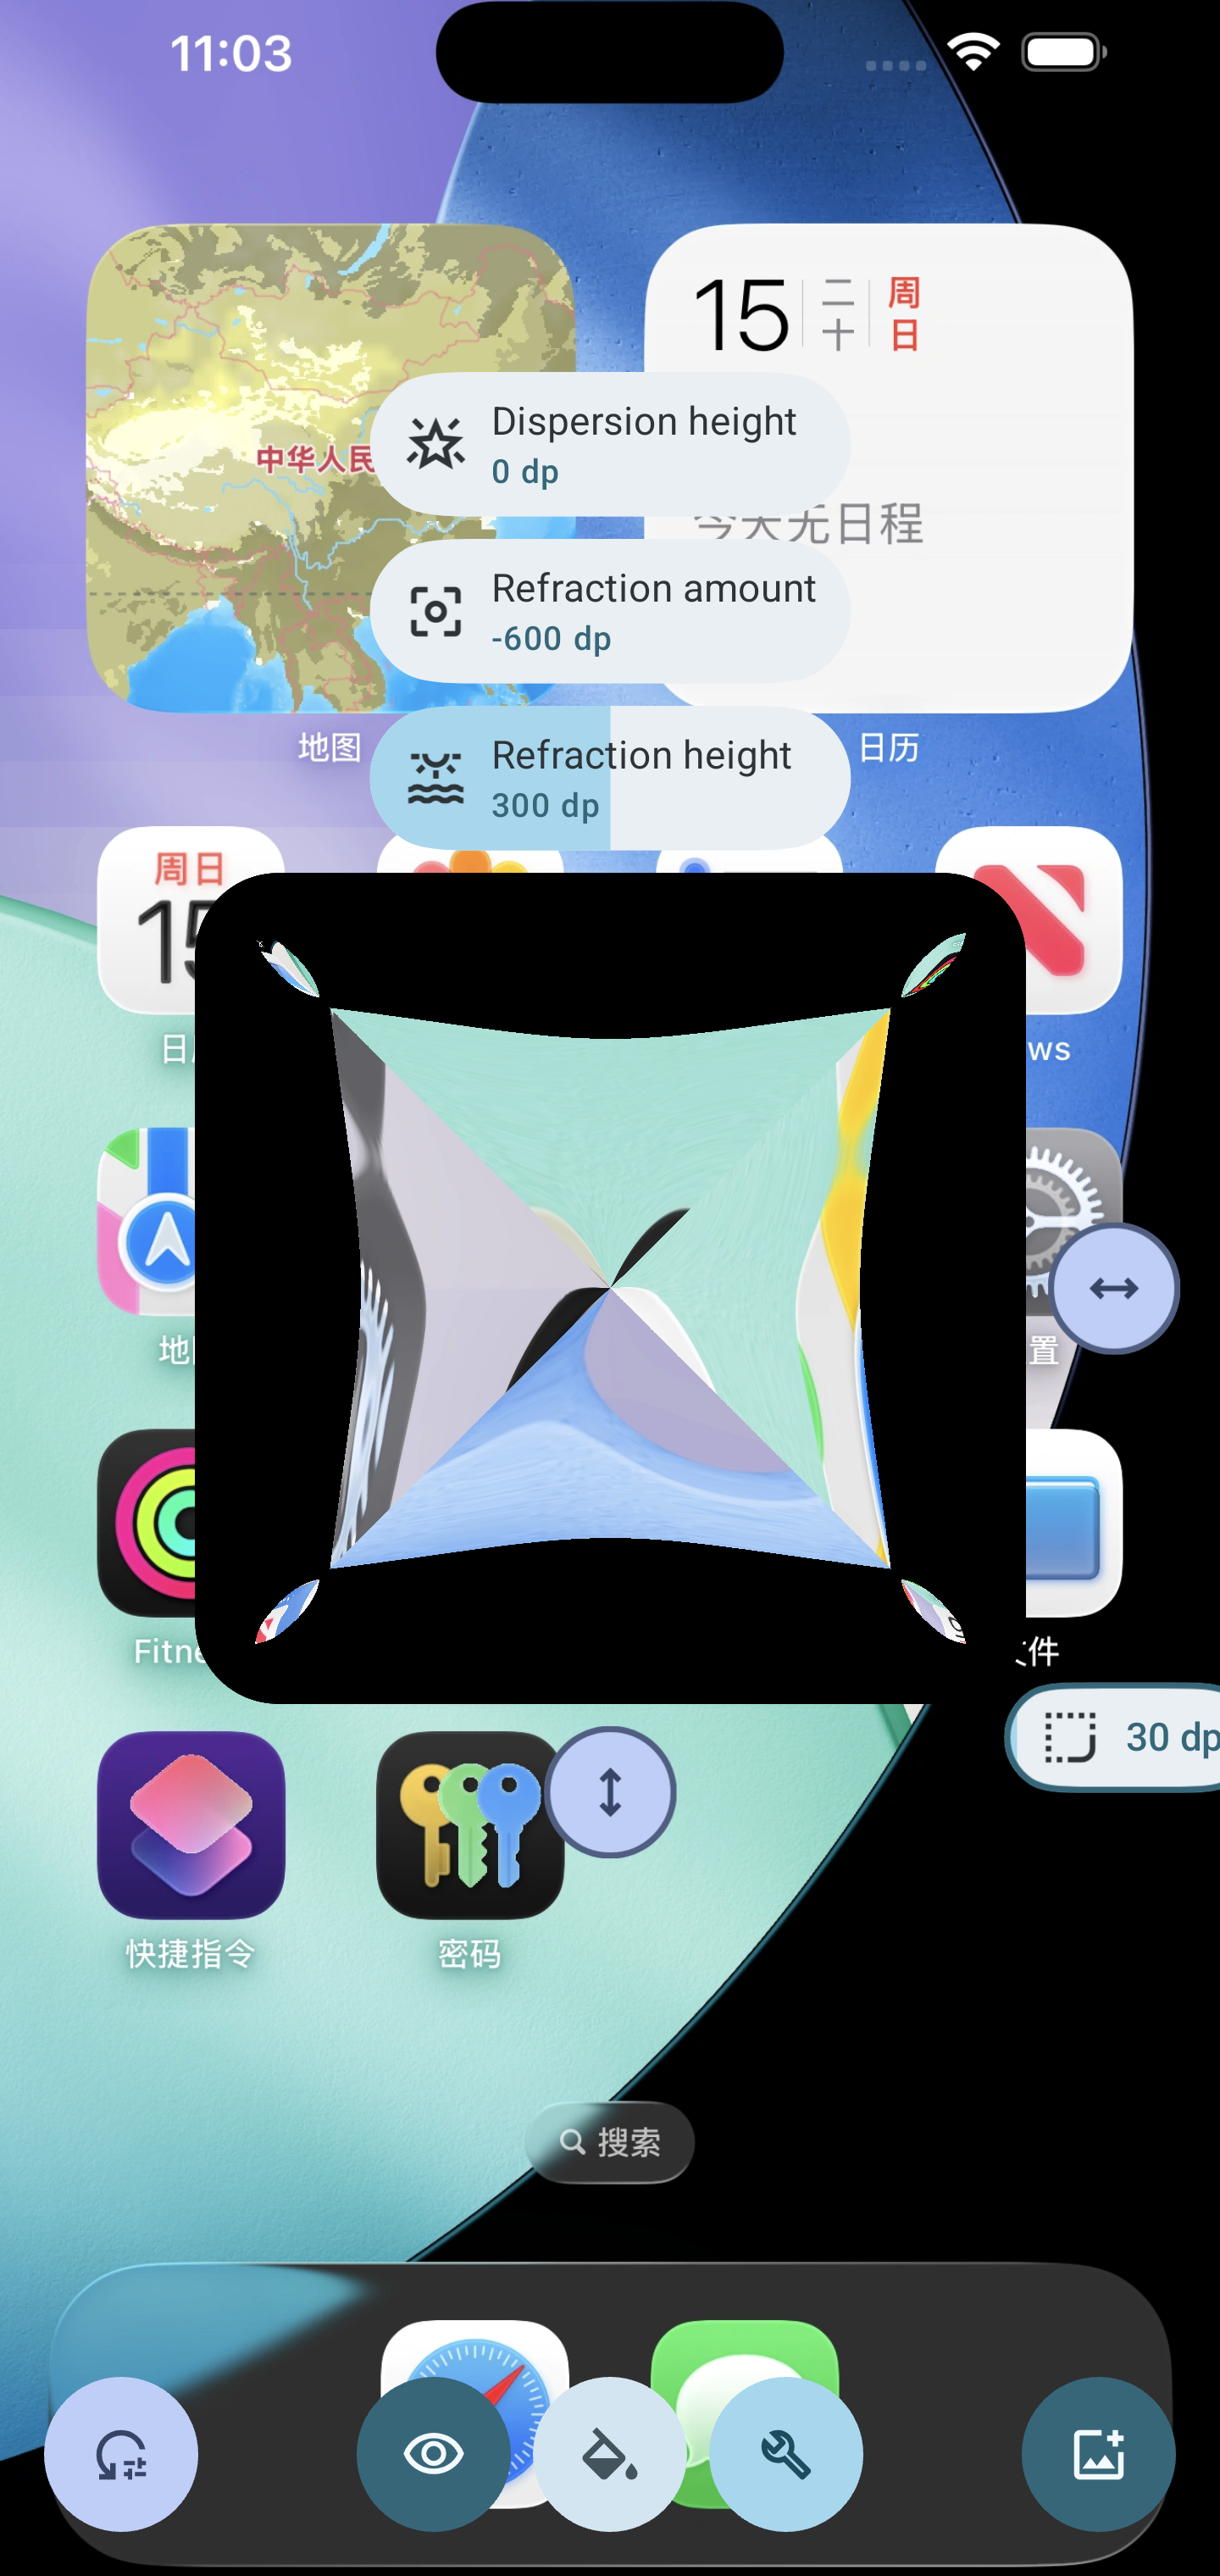 11:03
15
二十
周日
中华人民
Dispersion height
0 dp
今天无日程
Refraction amount
-600 dp
地图
日历
Refraction height
300 dp
周日
15
日
ws
地
置
Fitne
件
30 dp
快捷指令
密码
搜索